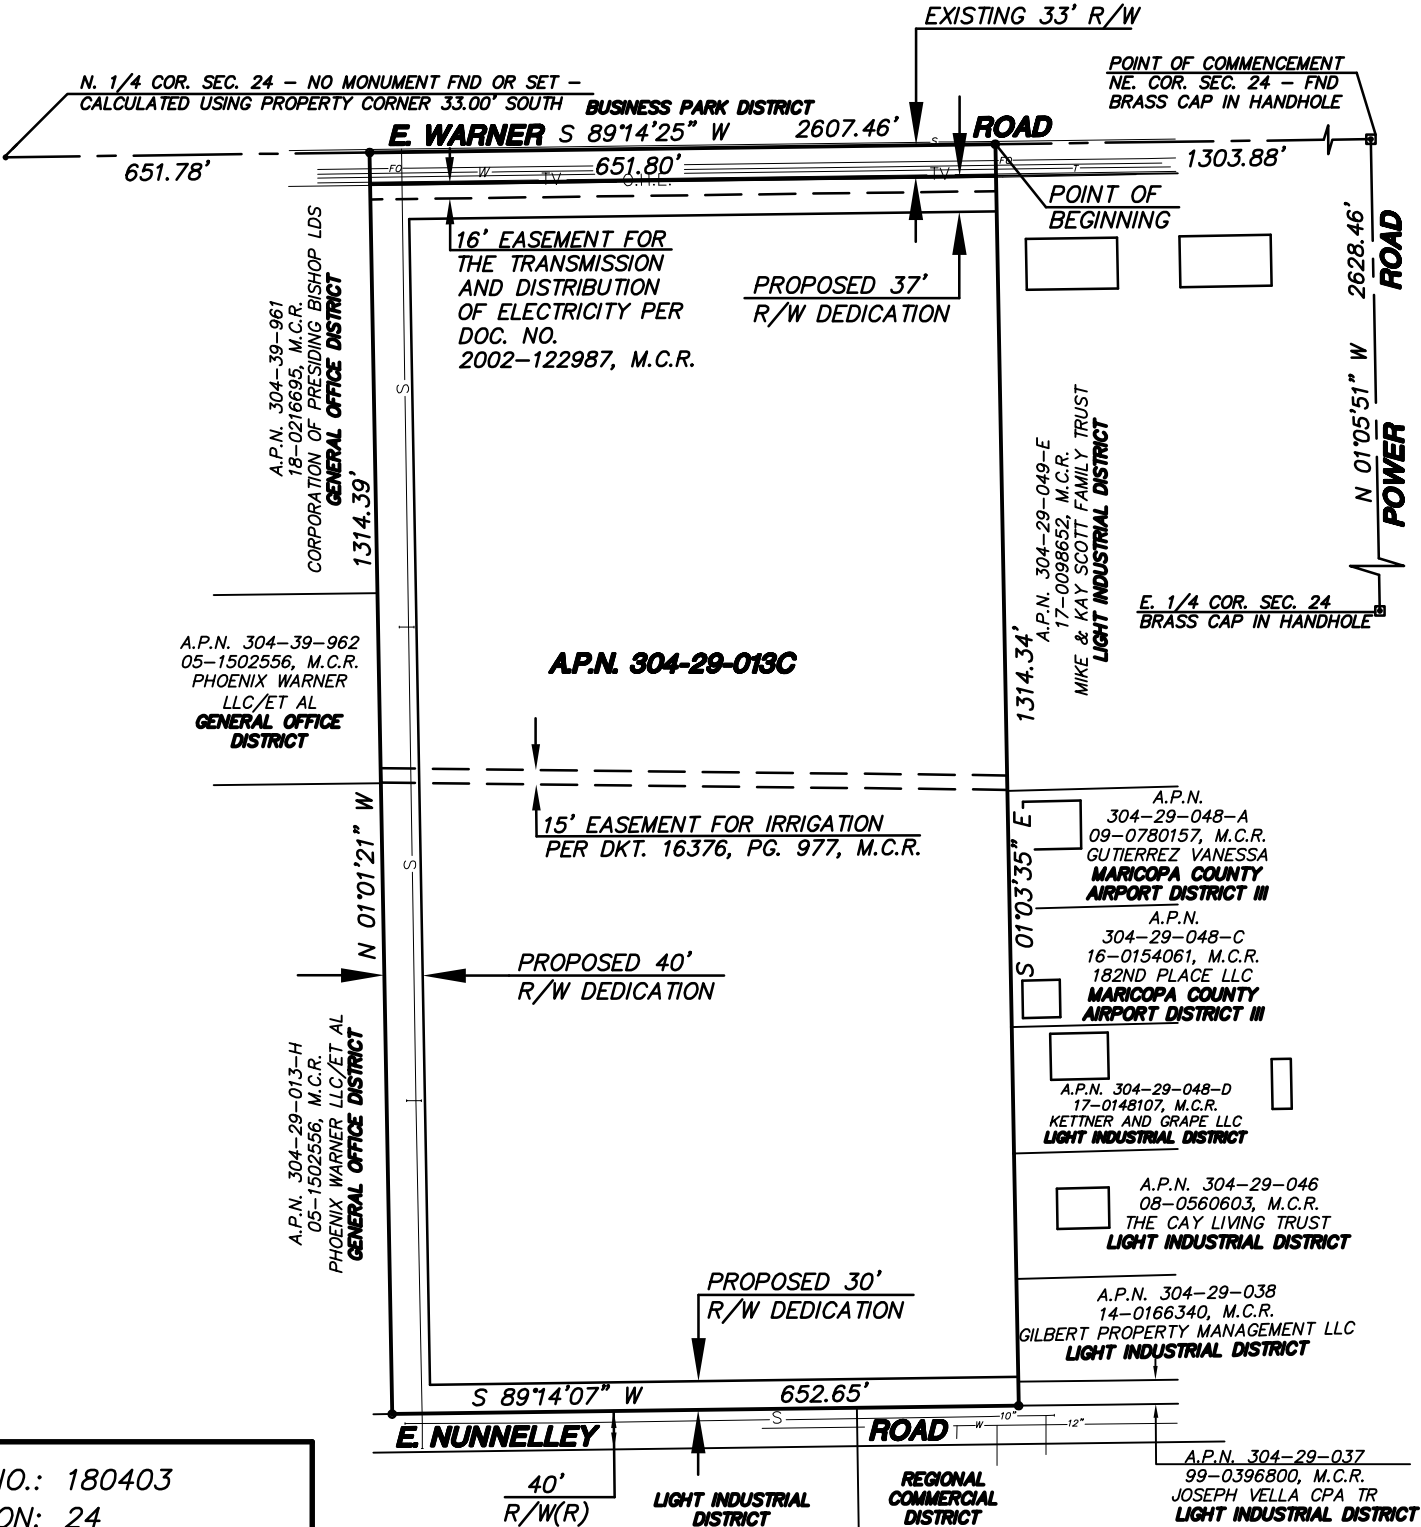 EXISTING 33' R/W
N. 1/4 COR. SEC. 24 – NO MONUMENT FND OR SET –
CALCULATED USING PROPERTY CORNER 33.00' SOUTH
BUSINESS PARK DISTRICT
POINT OF COMMENCEMENT
NE. COR. SEC. 24 – FND
BRASS CAP IN HANDHOLE
E. WARNER S 89°14'25" W 2607.46' ROAD
S
651.78'
651.80'
1303.88'
FO W TV O.H.E. TV FO T
POINT OF
BEGINNING
16' EASEMENT FOR
THE TRANSMISSION
AND DISTRIBUTION
OF ELECTRICITY PER
DOC. NO.
2002–122987, M.C.R.
PROPOSED 37'
R/W DEDICATION
A.P.N. 304–39–961
18–0216695, M.C.R.
CORPORATION OF PRESIDING BISHOP LDS
GENERAL OFFICE DISTRICT
1314.39'
S
N 01°05'51" W 2628.46'
POWER ROAD
A.P.N. 304–29–049–E
17–0098652, M.C.R.
MIKE & KAY SCOTT FAMILY TRUST
LIGHT INDUSTRIAL DISTRICT
1314.34'
E. 1/4 COR. SEC. 24
BRASS CAP IN HANDHOLE
A.P.N. 304–39–962
05–1502556, M.C.R.
PHOENIX WARNER
LLC/ET AL
GENERAL OFFICE
DISTRICT
I
A.P.N. 304-29-013C
15' EASEMENT FOR IRRIGATION
PER DKT. 16376, PG. 977, M.C.R.
N 01°01'21" W
S
S 01°03'35" E
A.P.N.
304–29–048–A
09–0780157, M.C.R.
GUTIERREZ VANESSA
MARICOPA COUNTY
AIRPORT DISTRICT III
A.P.N.
304–29–048–C
16–0154061, M.C.R.
182ND PLACE LLC
MARICOPA COUNTY
AIRPORT DISTRICT III
PROPOSED 40'
R/W DEDICATION
A.P.N. 304–29–013–H
05–1502556, M.C.R.
PHOENIX WARNER LLC/ET AL
GENERAL OFFICE DISTRICT
I
A.P.N. 304–29–048–D
17–0148107, M.C.R.
KETTNER AND GRAPE LLC
LIGHT INDUSTRIAL DISTRICT
A.P.N. 304–29–046
08–0560603, M.C.R.
THE CAY LIVING TRUST
LIGHT INDUSTRIAL DISTRICT
PROPOSED 30'
R/W DEDICATION
A.P.N. 304–29–038
14–0166340, M.C.R.
GILBERT PROPERTY MANAGEMENT LLC
LIGHT INDUSTRIAL DISTRICT
S 89°14'07" W 652.65'
S W 10" 12"
E. NUNNELLEY ROAD
40'
R/W(R)
LIGHT INDUSTRIAL
DISTRICT
REGIONAL
COMMERCIAL
DISTRICT
A.P.N. 304–29–037
99–0396800, M.C.R.
JOSEPH VELLA CPA TR
LIGHT INDUSTRIAL DISTRICT
NO.: 180403
ON: 24